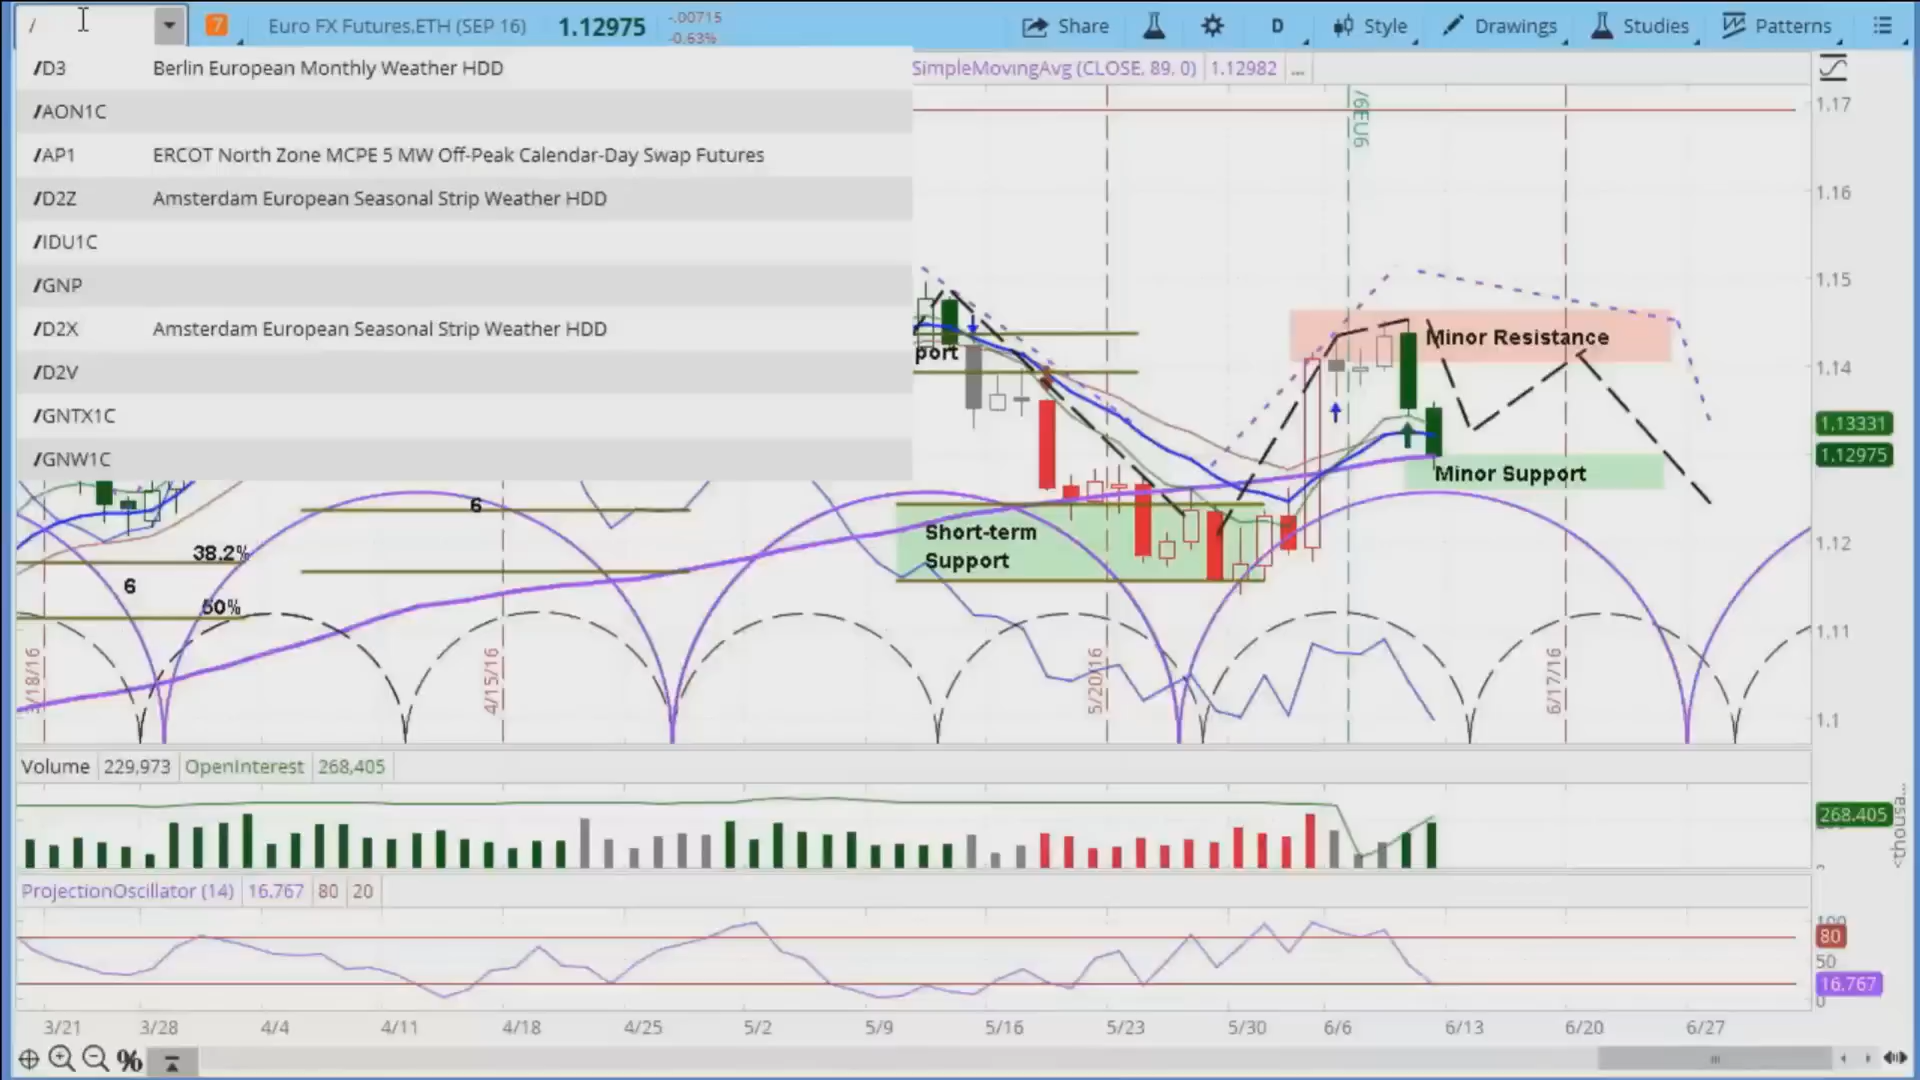 /
7
Euro FX Futures.ETH (SEP 16)
1.12975
-.00715
-0.63%
Share
D
Style
Drawings
Studies
Patterns
/D3 Berlin European Monthly Weather HDD
/AON1C
/AP1 ERCOT North Zone MCPE 5 MW Off-Peak Calendar-Day Swap Futures
/D2Z Amsterdam European Seasonal Strip Weather HDD
/IDU1C
/GNP
/D2X Amsterdam European Seasonal Strip Weather HDD
/D2V
/GNTX1C
/GNW1C
SimpleMovingAvg (CLOSE, 89, 0) 1.12982 ...
/6EU6
1.17
1.16
1.15
1.14
1.13331
1.12975
1.12
1.11
1.1
port
Minor Resistance
Minor Support
Short-term
Support
6
38.2%
6
50%
3/18/16
4/15/16
5/20/16
6/17/16
Volume 229,973 OpenInterest 268,405
268.405
0
<thousa...
ProjectionOscillator (14) 16.767 80 20
100
80
50
16.767
0
3/21 3/28 4/4 4/11 4/18 4/25 5/2 5/9 5/16 5/23 5/30 6/6 6/13 6/20 6/27
%